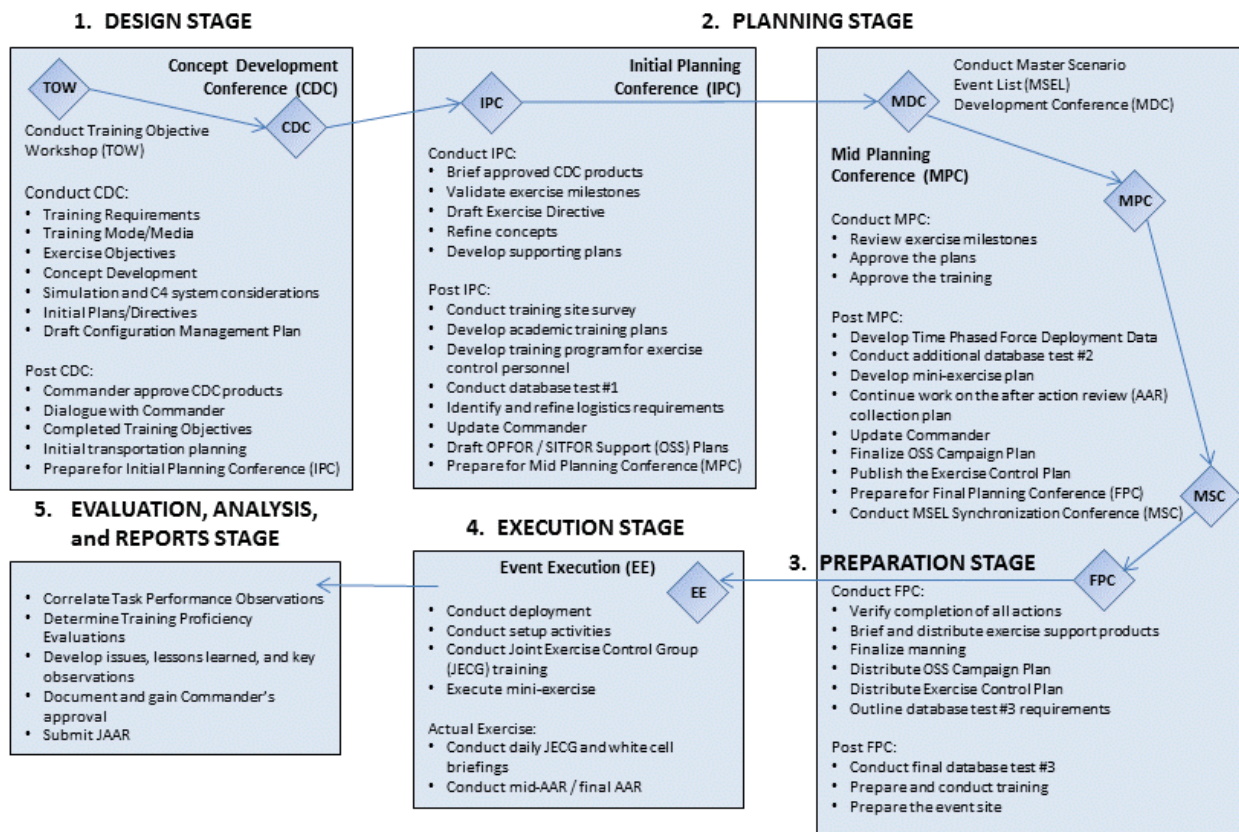 1. DESIGN STAGE
Concept Development
Conference (CDC)
TOW
CDC
Conduct Training Objective
Workshop (TOW)
Conduct CDC:
• Training Requirements
• Training Mode/Media
• Exercise Objectives
• Concept Development
• Simulation and C4 system considerations
• Initial Plans/Directives
• Draft Configuration Management Plan
Post CDC:
• Commander approve CDC products
• Dialogue with Commander
• Completed Training Objectives
• Initial transportation planning
• Prepare for Initial Planning Conference (IPC)
2. PLANNING STAGE
Initial Planning
Conference (IPC)
IPC
Conduct IPC:
• Brief approved CDC products
• Validate exercise milestones
• Draft Exercise Directive
• Refine concepts
• Develop supporting plans
Post IPC:
• Conduct training site survey
• Develop academic training plans
• Develop training program for exercise
control personnel
• Conduct database test #1
• Identify and refine logistics requirements
• Update Commander
• Draft OPFOR / SITFOR Support (OSS) Plans
• Prepare for Mid Planning Conference (MPC)
MDC
Conduct Master Scenario
Event List (MSEL)
Development Conference (MDC)
Mid Planning
Conference (MPC)
MPC
Conduct MPC:
• Review exercise milestones
• Approve the plans
• Approve the training
Post MPC:
• Develop Time Phased Force Deployment Data
• Conduct additional database test #2
• Develop mini-exercise plan
• Continue work on the after action review (AAR)
collection plan
• Update Commander
• Finalize OSS Campaign Plan
• Publish the Exercise Control Plan
• Prepare for Final Planning Conference (FPC)
• Conduct MSEL Synchronization Conference (MSC)
MSC
3. PREPARATION STAGE
FPC
Conduct FPC:
• Verify completion of all actions
• Brief and distribute exercise support products
• Finalize manning
• Distribute OSS Campaign Plan
• Distribute Exercise Control Plan
• Outline database test #3 requirements
Post FPC:
• Conduct final database test #3
• Prepare and conduct training
• Prepare the event site
4. EXECUTION STAGE
Event Execution (EE)
EE
• Conduct deployment
• Conduct setup activities
• Conduct Joint Exercise Control Group
(JECG) training
• Execute mini-exercise
Actual Exercise:
• Conduct daily JECG and white cell
briefings
• Conduct mid-AAR / final AAR
5. EVALUATION, ANALYSIS,
and REPORTS STAGE
• Correlate Task Performance Observations
• Determine Training Proficiency
Evaluations
• Develop issues, lessons learned, and key
observations
• Document and gain Commander's
approval
• Submit JAAR